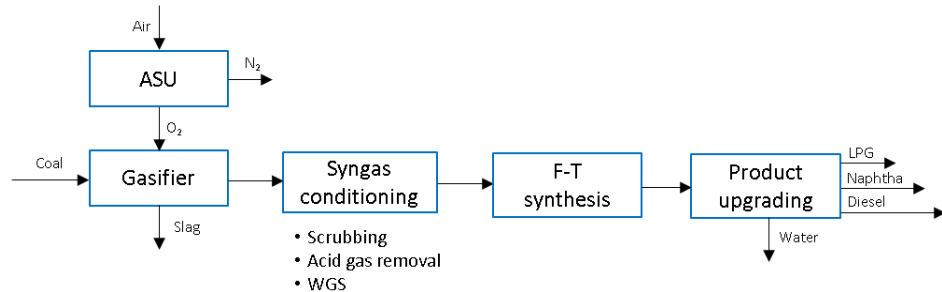 Air
ASU
N₂
O₂
Coal
Gasifier
Slag
Syngas
conditioning
• Scrubbing
• Acid gas removal
• WGS
F-T
synthesis
Product
upgrading
LPG
Naphtha
Diesel
Water